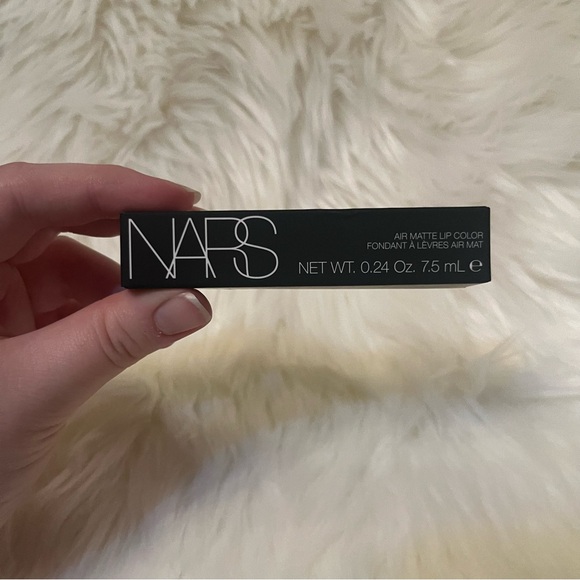 NARS
AIR MATTE LIP COLOR
FONDANT À LÈVRES AIR MAT
NET WT. 0.24 Oz. 7.5 mL ℮